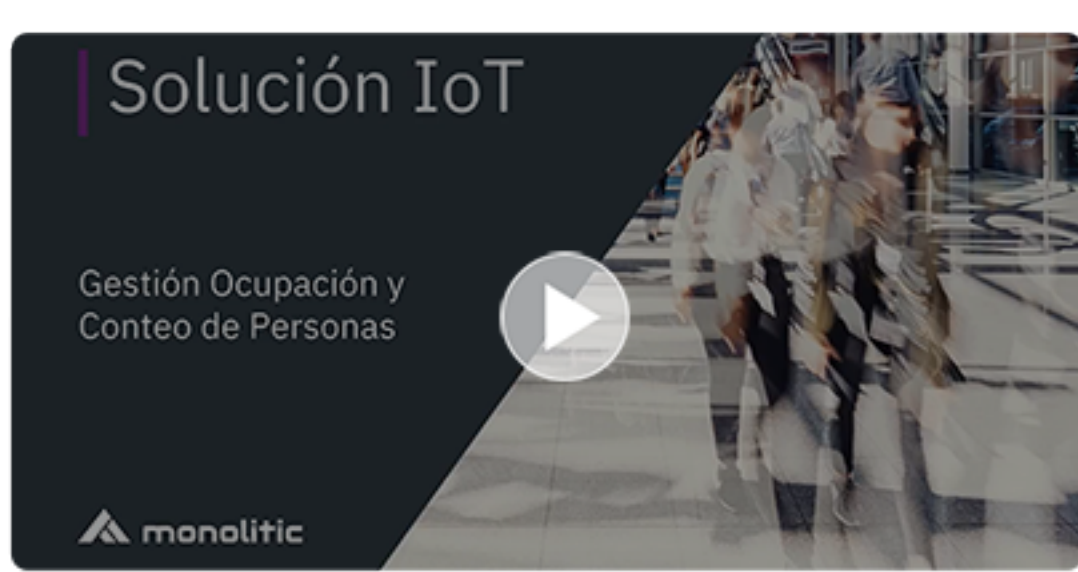 Solución IoT
Gestión Ocupación y
Conteo de Personas
monolitic